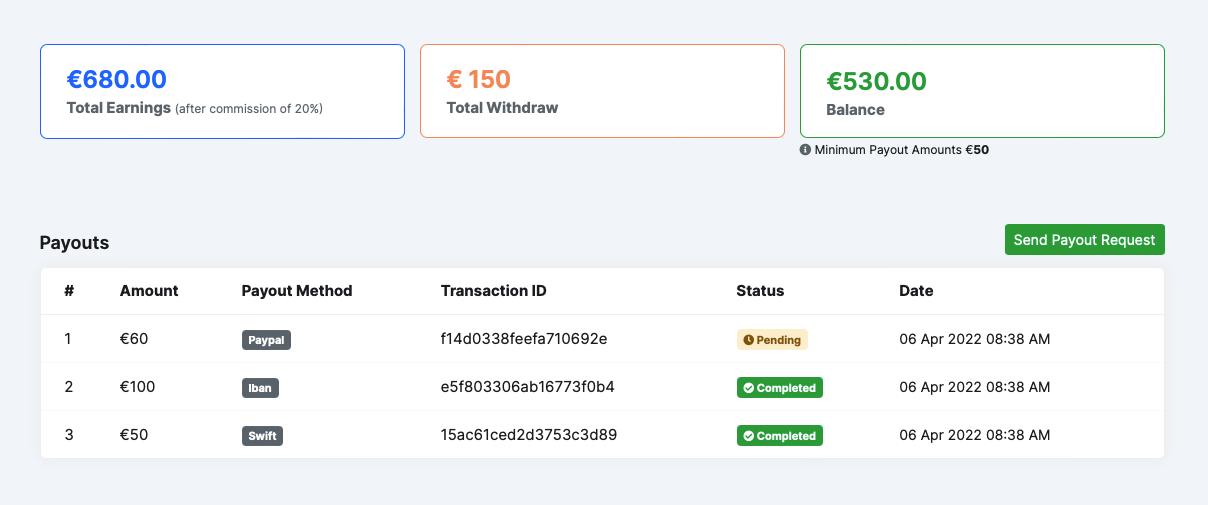 €680.00
Total Earnings (after commission of 20%)
€ 150
Total Withdraw
€530.00
Balance
Minimum Payout Amounts €50
Payouts
Send Payout Request
# Amount Payout Method Transaction ID Status Date
1 €60 Paypal f14d0338feefa710692e Pending 06 Apr 2022 08:38 AM
2 €100 Iban e5f803306ab16773f0b4 Completed 06 Apr 2022 08:38 AM
3 €50 Swift 15ac61ced2d3753c3d89 Completed 06 Apr 2022 08:38 AM